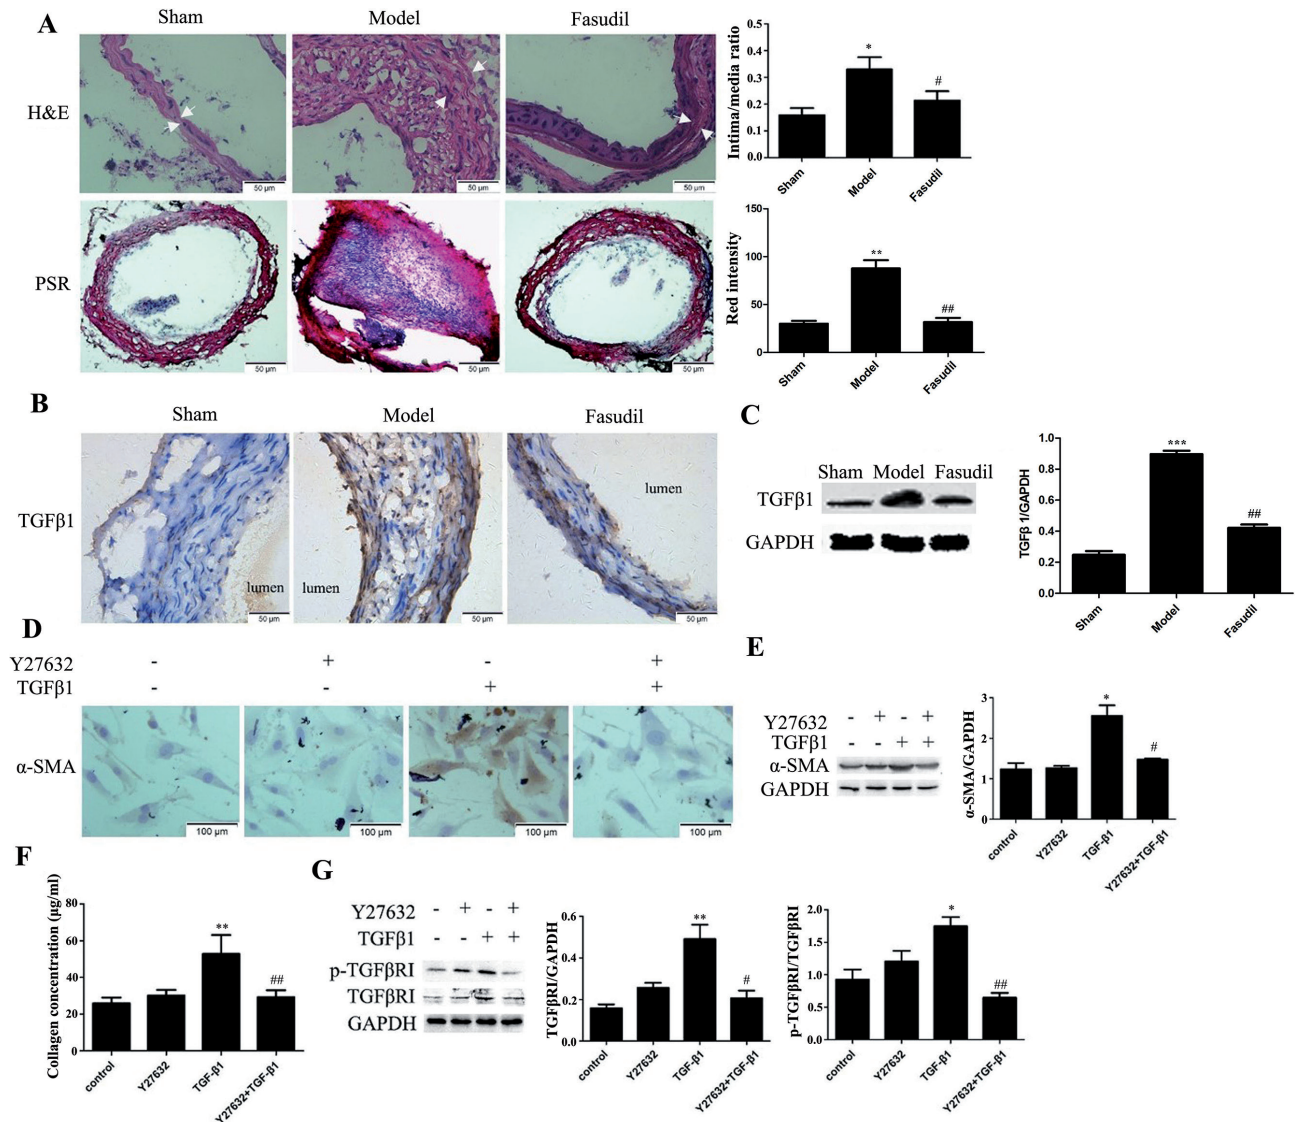 A
Sham Model Fasudil
H&E
50 μm 50 μm 50 μm
PSR
50 μm 50 μm 50 μm
Intima/media ratio
0.5
0.4
0.3
0.2
0.1
0.0
* #
Sham Model Fasudil
Red intensity
150
100
50
0
** ##
Sham Model Fasudil
B
Sham Model Fasudil
TGFβ1
lumen lumen lumen
50 μm 50 μm 50 μm
C
Sham Model Fasudil
TGFβ1
GAPDH
TGFβ 1/GAPDH
1.0
0.8
0.6
0.4
0.2
0.0
*** ##
Sham Model Fasudil
D
Y27632 - + - +
TGFβ1 - - + +
α-SMA
100 μm 100 μm 100 μm 100 μm
E
Y27632 - + - +
TGFβ1 - - + +
α-SMA
GAPDH
α-SMA/GAPDH
3
2
1
0
* #
control Y27632 TGF-β1 Y27632+TGF-β1
F
Collagen concentration (μg/ml)
80
60
40
20
0
** ##
control Y27632 TGF-β1 Y27632+TGF-β1
G
Y27632 - + - +
TGFβ1 - - + +
p-TGFβRI
TGFβRI
GAPDH
TGFβRI/GAPDH
0.6
0.4
0.2
0.0
** #
control Y27632 TGF-β1 Y27632+TGF-β1
p-TGFβRI/TGFβRI
2.0
1.5
1.0
0.5
0.0
* ##
control Y27632 TGF-β1 Y27632+TGF-β1